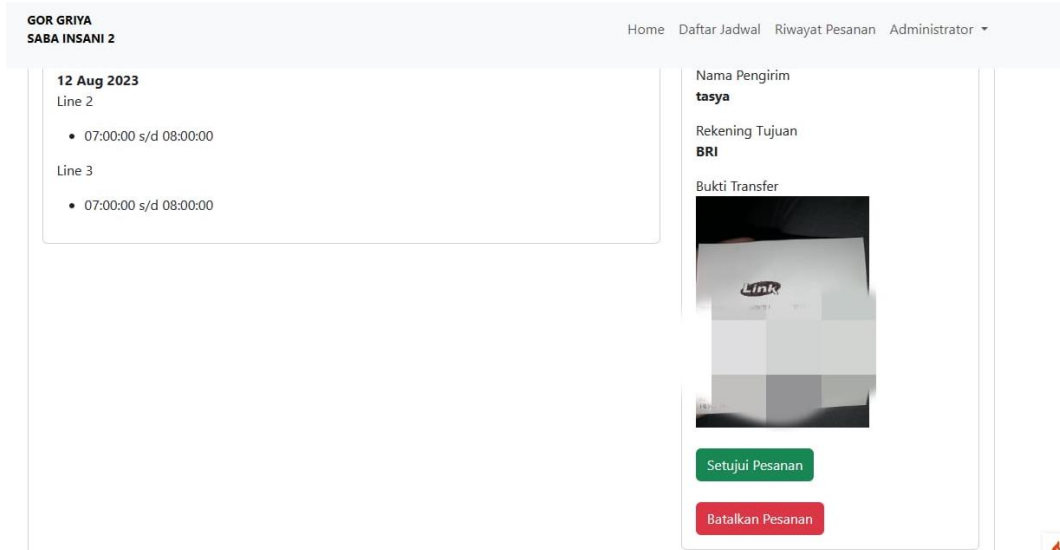 GOR GRIYA
SABA INSANI 2
Home Daftar Jadwal Riwayat Pesanan Administrator
12 Aug 2023
Line 2
07:00:00 s/d 08:00:00
Line 3
07:00:00 s/d 08:00:00
Nama Pengirim
tasya
Rekening Tujuan
BRI
Bukti Transfer
Link
Setujui Pesanan
Batalkan Pesanan